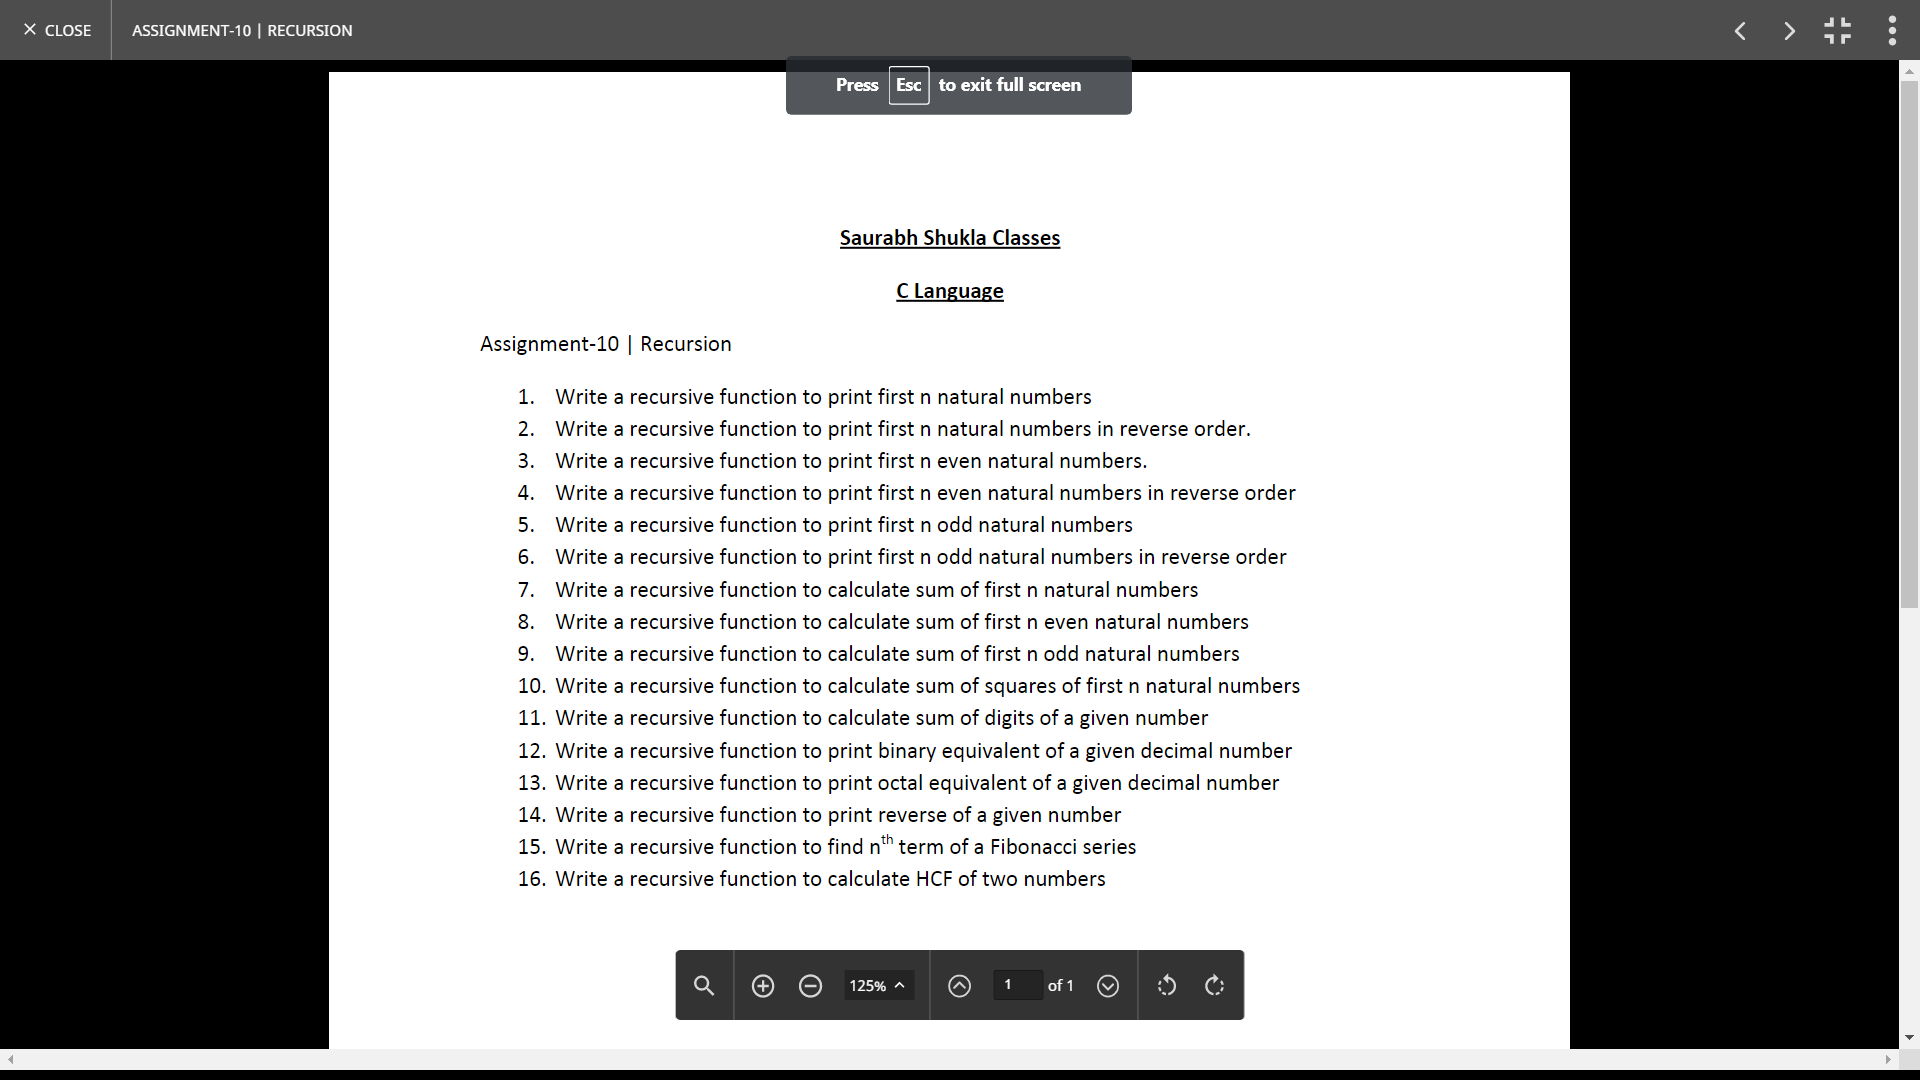 CLOSE
ASSIGNMENT-10 | RECURSION
Press Esc to exit full screen
Saurabh Shukla Classes
C Language
Assignment-10 | Recursion
1. Write a recursive function to print first n natural numbers
2. Write a recursive function to print first n natural numbers in reverse order.
3. Write a recursive function to print first n even natural numbers.
4. Write a recursive function to print first n even natural numbers in reverse order
5. Write a recursive function to print first n odd natural numbers
6. Write a recursive function to print first n odd natural numbers in reverse order
7. Write a recursive function to calculate sum of first n natural numbers
8. Write a recursive function to calculate sum of first n even natural numbers
9. Write a recursive function to calculate sum of first n odd natural numbers
10. Write a recursive function to calculate sum of squares of first n natural numbers
11. Write a recursive function to calculate sum of digits of a given number
12. Write a recursive function to print binary equivalent of a given decimal number
13. Write a recursive function to print octal equivalent of a given decimal number
14. Write a recursive function to print reverse of a given number
15. Write a recursive function to find nth term of a Fibonacci series
16. Write a recursive function to calculate HCF of two numbers
125% 1 of 1